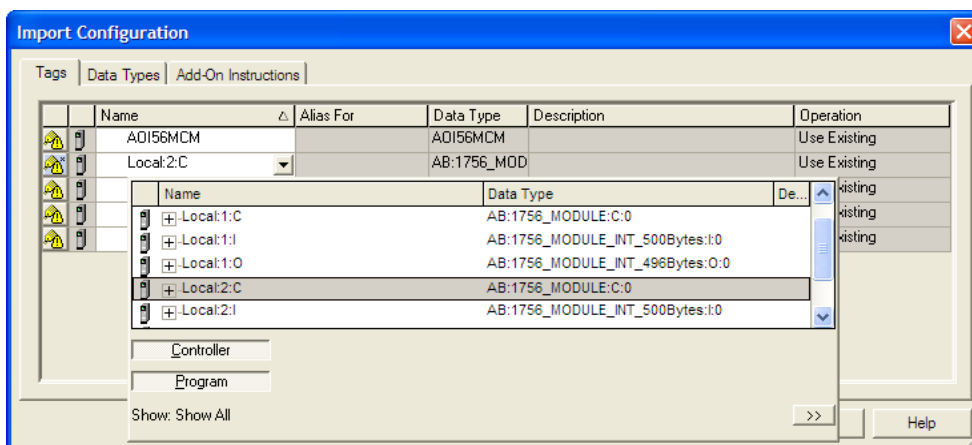 Import Configuration
Tags Data Types Add-On Instructions
Name Alias For Data Type Description Operation
AOI56MCM AOI56MCM Use Existing
Local:2:C AB:1756_MOD Use Existing
Name Data Type De...
Local:1:C AB:1756_MODULE:C:0
Local:1:I AB:1756_MODULE_INT_500Bytes:I:0
Local:1:O AB:1756_MODULE_INT_496Bytes:O:0
Local:2:C AB:1756_MODULE:C:0
Local:2:I AB:1756_MODULE_INT_500Bytes:I:0
Controller
Program
Show: Show All >>
Help